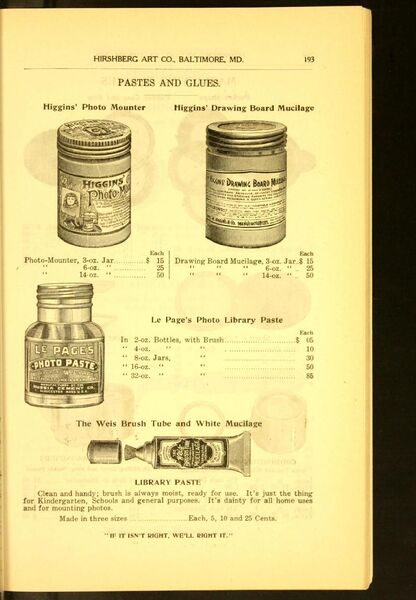 HIRSHBERG ART CO., BALTIMORE, MD. 193
PASTES AND GLUES.
Higgins' Photo Mounter
HIGGINS'
Photo-Mo
Each
Photo-Mounter, 3-oz. Jar..........$ 15
" 6-oz. " .......... 25
" 14-oz. " .......... 50
Higgins' Drawing Board Mucilage
HIGGINS' DRAWING BOARD MUCILAGE
Each
Drawing Board Mucilage, 3-oz. Jar..$ 15
" " " 6-oz. " .. 25
" " " 14-oz. " .. 50
LE PAGE'S
PHOTO PASTE
RUSSIA CEMENT CO.
Le Page's Photo Library Paste
Each
In 2-oz. Bottles, with Brush..........$ 05
" 4-oz. " " .......... 10
" 8-oz. Jars, " .......... 30
" 16-oz. " " .......... 50
" 32-oz. " " .......... 85
The Weis Brush Tube and White Mucilage
LIBRARY PASTE
Clean and handy; brush is always moist, ready for use. It's just the thing
for Kindergarten, Schools and general purposes. It's dainty for all home uses
and for mounting photos.
Made in three sizes ..........Each, 5, 10 and 25 Cents.
"IF IT ISN'T RIGHT, WE'LL RIGHT IT."